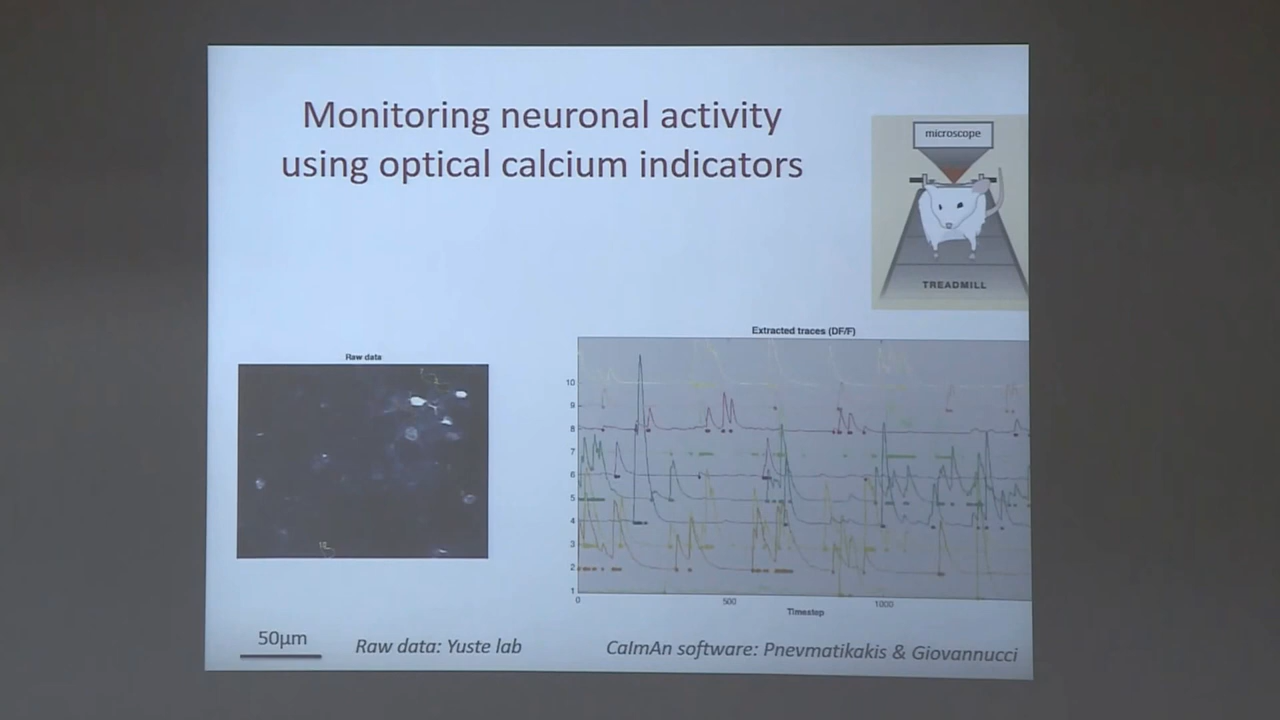 Monitoring neuronal activity
using optical calcium indicators
microscope
TREADMILL
Raw data
Extracted traces (DF/F)
10
9
8
7
6
5
4
3
2
1
0
500
1000
Timestep
50µm
Raw data: Yuste lab
CaImAn software: Pnevmatikakis & Giovannucci